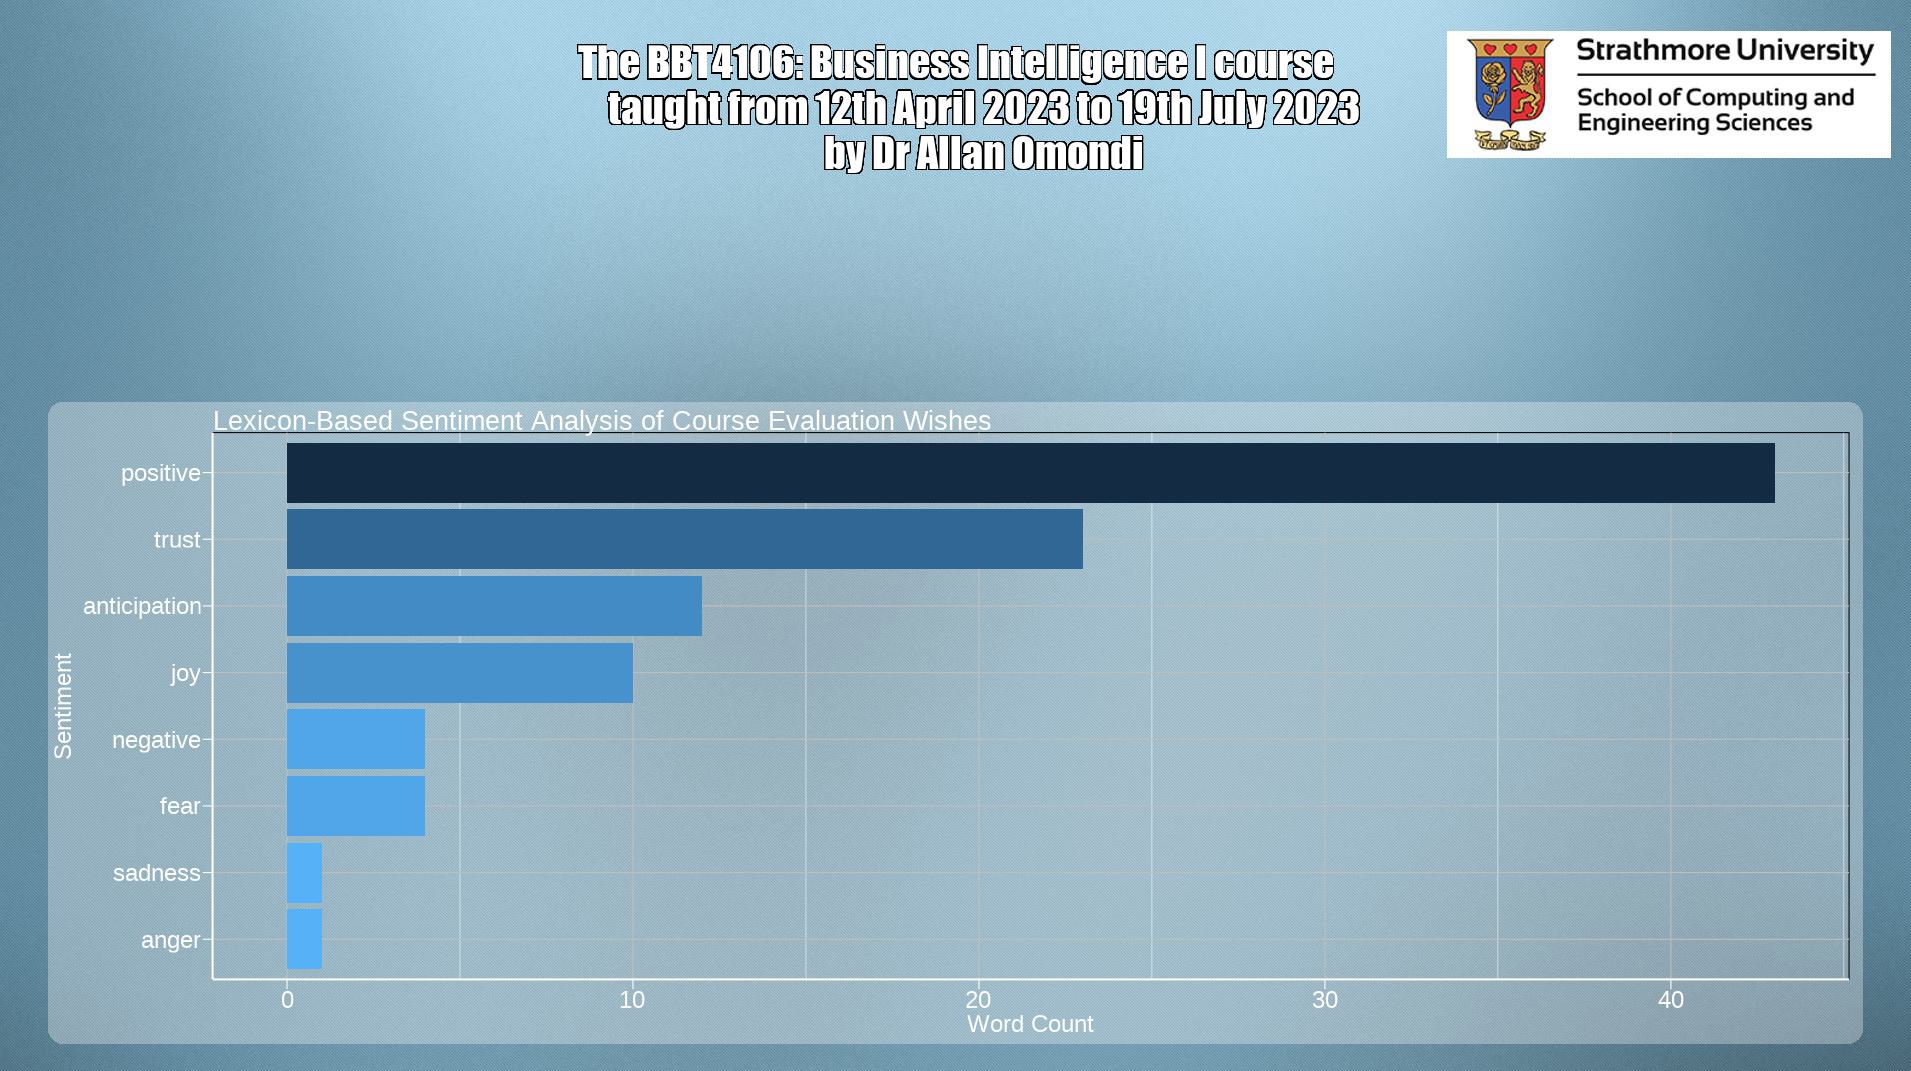 The BBT4106: Business Intelligence I course
taught from 12th April 2023 to 19th July 2023
by Dr Allan Omondi
Strathmore University
School of Computing and
Engineering Sciences
Lexicon-Based Sentiment Analysis of Course Evaluation Wishes
positive
trust
anticipation
joy
negative
fear
sadness
anger
Sentiment
0 10 20 30 40
Word Count